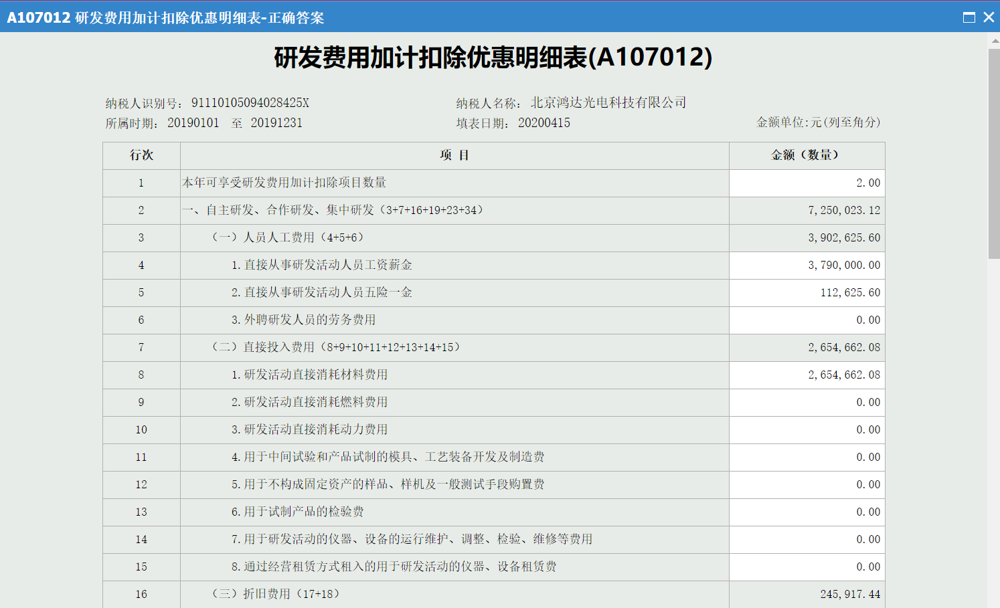 A107012 研发费用加计扣除优惠明细表-正确答案
研发费用加计扣除优惠明细表(A107012)
纳税人识别号： 91110105094028425X 纳税人名称： 北京鸿达光电科技有限公司
所属时期： 20190101 至 20191231 填表日期： 20200415 金额单位:元(列至角分)
行次 项 目 金额（数量）
1 本年可享受研发费用加计扣除项目数量 2.00
2 一、自主研发、合作研发、集中研发（3+7+16+19+23+34） 7,250,023.12
3 （一）人员人工费用（4+5+6） 3,902,625.60
4 1.直接从事研发活动人员工资薪金 3,790,000.00
5 2.直接从事研发活动人员五险一金 112,625.60
6 3.外聘研发人员的劳务费用 0.00
7 （二）直接投入费用（8+9+10+11+12+13+14+15） 2,654,662.08
8 1.研发活动直接消耗材料费用 2,654,662.08
9 2.研发活动直接消耗燃料费用 0.00
10 3.研发活动直接消耗动力费用 0.00
11 4.用于中间试验和产品试制的模具、工艺装备开发及制造费 0.00
12 5.用于不构成固定资产的样品、样机及一般测试手段购置费 0.00
13 6.用于试制产品的检验费 0.00
14 7.用于研发活动的仪器、设备的运行维护、调整、检验、维修等费用 0.00
15 8.通过经营租赁方式租入的用于研发活动的仪器、设备租赁费 0.00
16 （三）折旧费用（17+18） 245,917.44